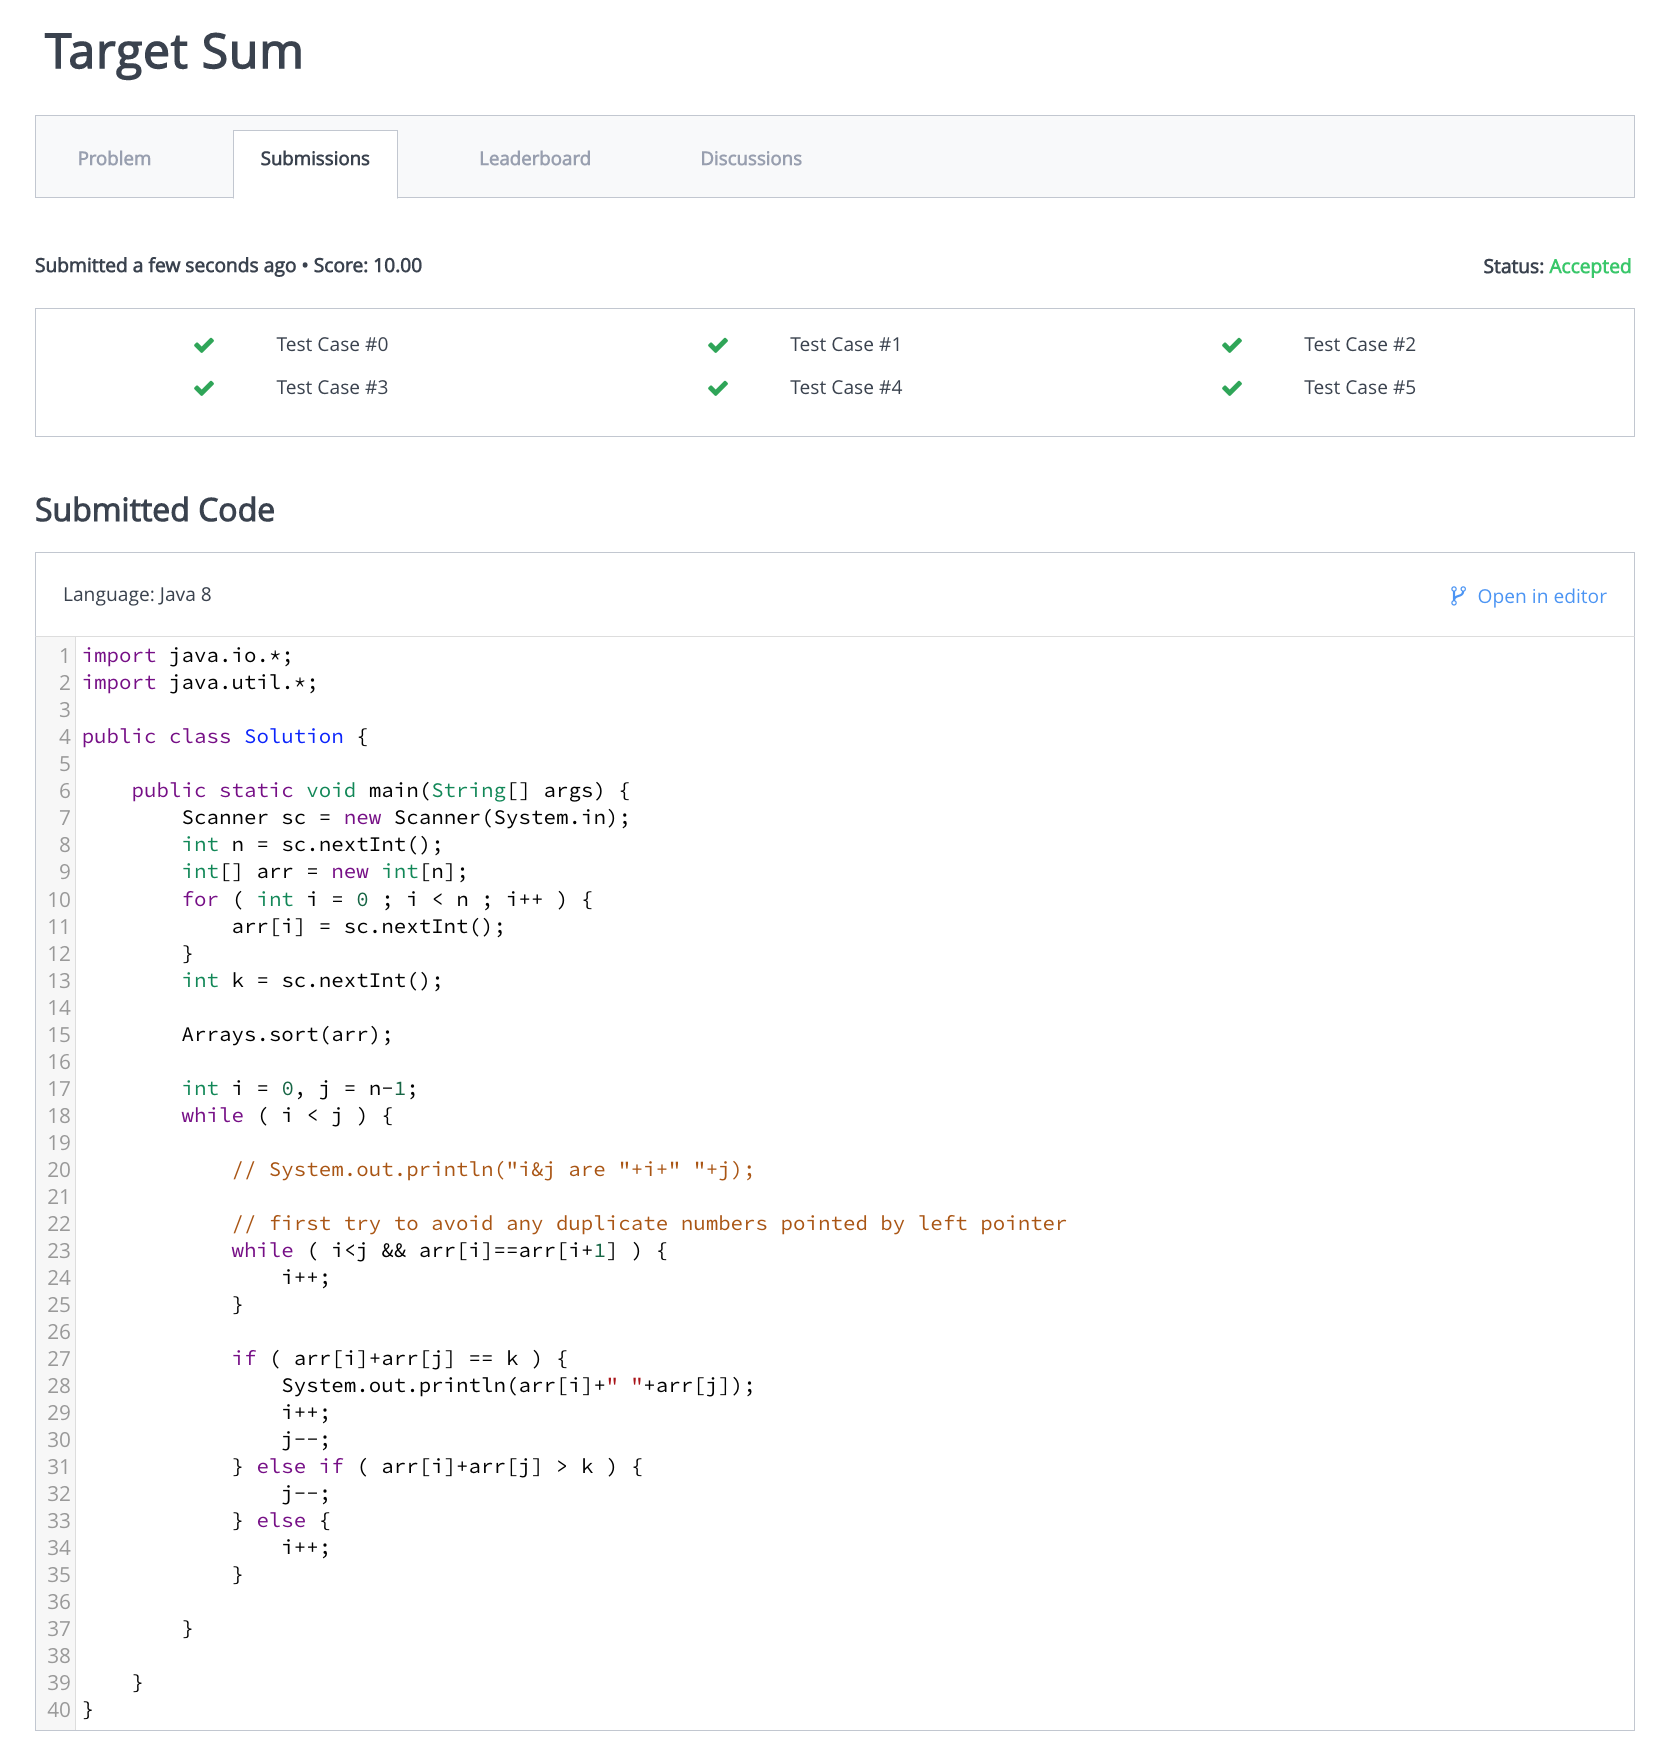 Target Sum
Problem Submissions Leaderboard Discussions
Submitted a few seconds ago • Score: 10.00 Status: Accepted
Test Case #0 Test Case #1 Test Case #2
Test Case #3 Test Case #4 Test Case #5
Submitted Code
Language: Java 8 Open in editor
1 import java.io.*;
2 import java.util.*;
3
4 public class Solution {
5
6     public static void main(String[] args) {
7         Scanner sc = new Scanner(System.in);
8         int n = sc.nextInt();
9         int[] arr = new int[n];
10         for ( int i = 0 ; i < n ; i++ ) {
11             arr[i] = sc.nextInt();
12         }
13         int k = sc.nextInt();
14
15         Arrays.sort(arr);
16
17         int i = 0, j = n-1;
18         while ( i < j ) {
19
20             // System.out.println("i&j are "+i+" "+j);
21
22             // first try to avoid any duplicate numbers pointed by left pointer
23             while ( i<j && arr[i]==arr[i+1] ) {
24                 i++;
25             }
26
27             if ( arr[i]+arr[j] == k ) {
28                 System.out.println(arr[i]+" "+arr[j]);
29                 i++;
30                 j--;
31             } else if ( arr[i]+arr[j] > k ) {
32                 j--;
33             } else {
34                 i++;
35             }
36
37         }
38
39     }
40 }